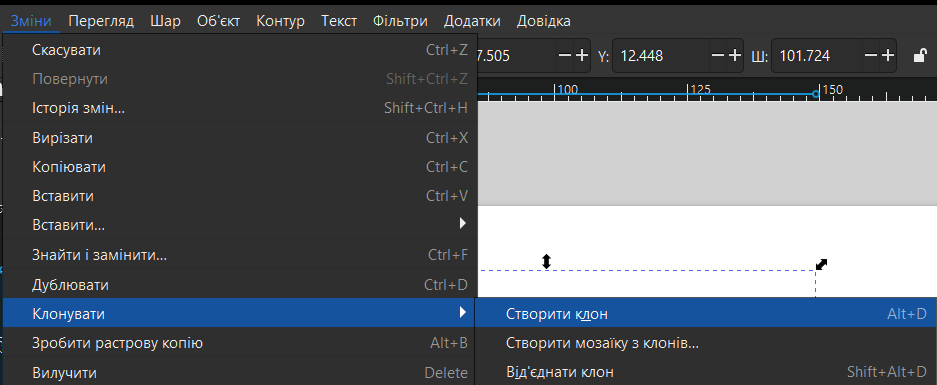 Зміни Перегляд Шар Об'єкт Контур Текст Фільтри Додатки Довідка
7.505 Y: 12.448 Ш: 101.724
100 125 150
Скасувати Ctrl+Z
Повернути Shift+Ctrl+Z
Історія змін... Shift+Ctrl+H
Вирізати Ctrl+X
Копіювати Ctrl+C
Вставити Ctrl+V
Вставити...
Знайти і замінити... Ctrl+F
Дублювати Ctrl+D
Клонувати
Створити клон Alt+D
Зробити растрову копію Alt+B
Створити мозаїку з клонів...
Вилучити Delete
Від'єднати клон Shift+Alt+D